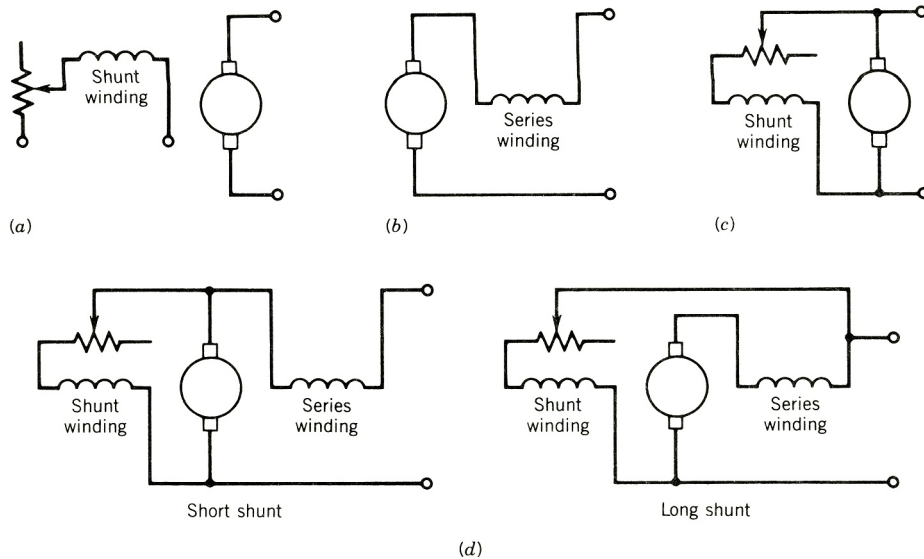 Shunt
winding
(a)
Series
winding
(b)
Shunt
winding
(c)
Shunt
winding
Series
winding
Short shunt
Shunt
winding
Series
winding
Long shunt
(d)